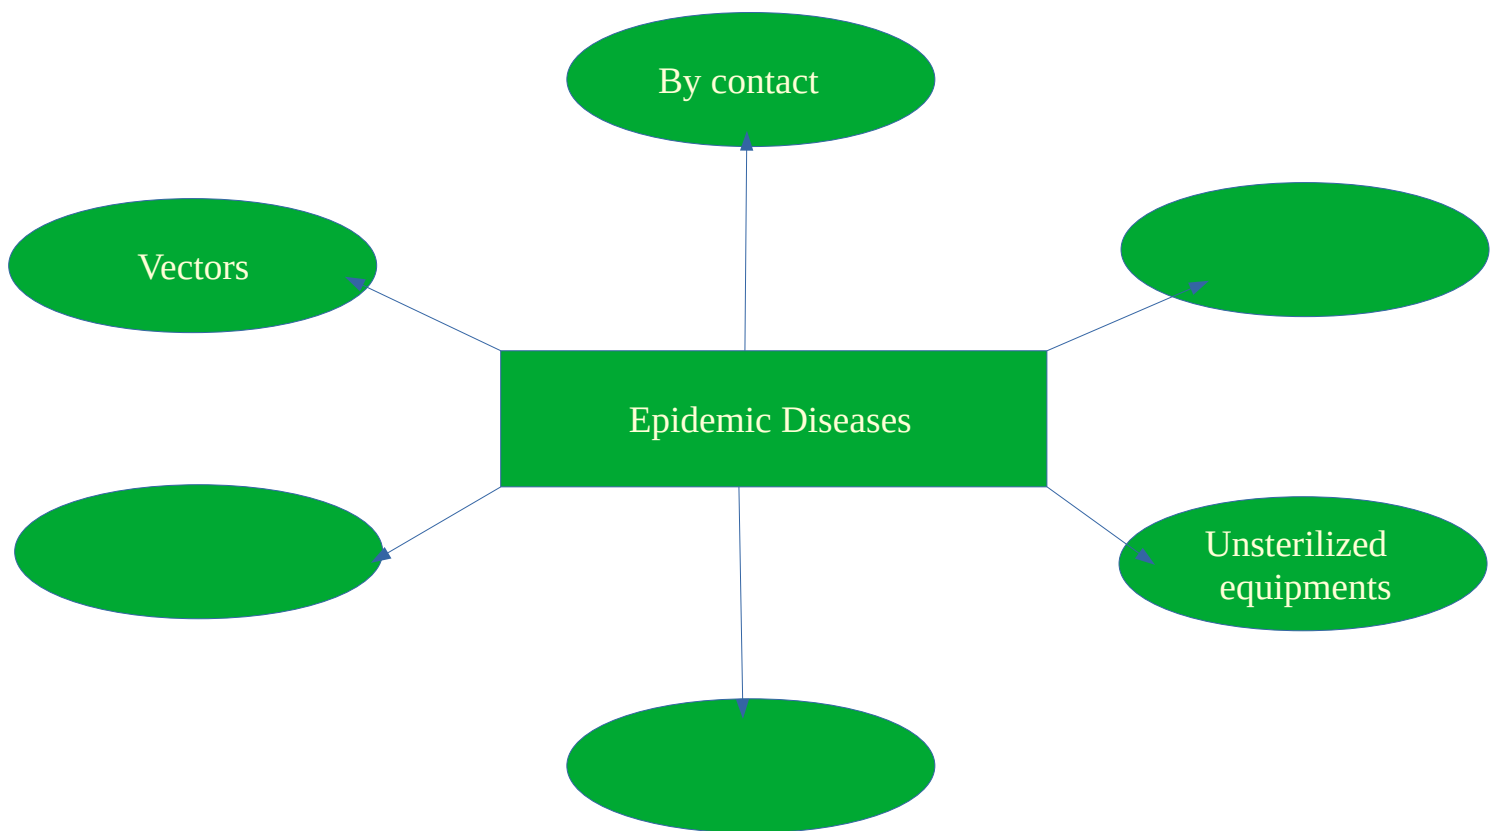 By contact
Vectors
Epidemic Diseases
Unsterilized
equipments